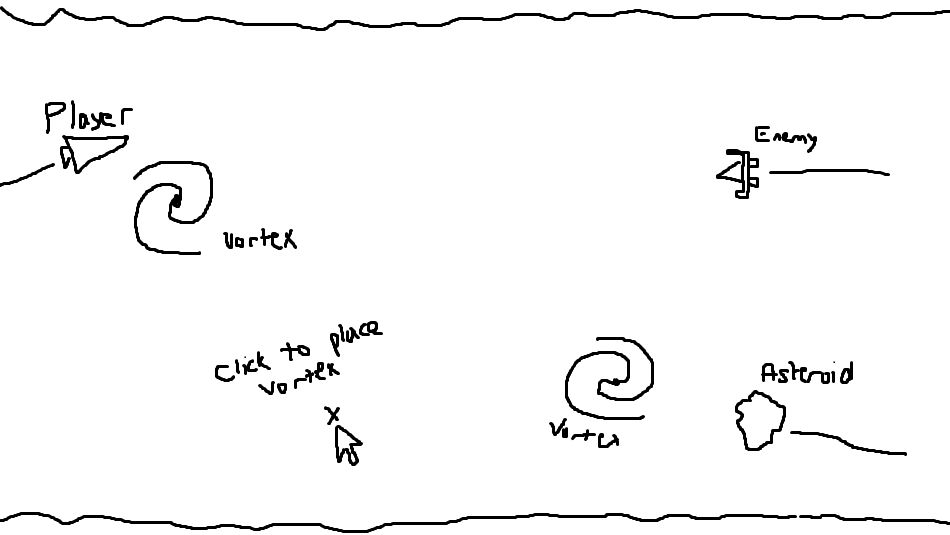 Player
Enemy
vortex
Click to place
vortex
x
Asteroid
Vortex